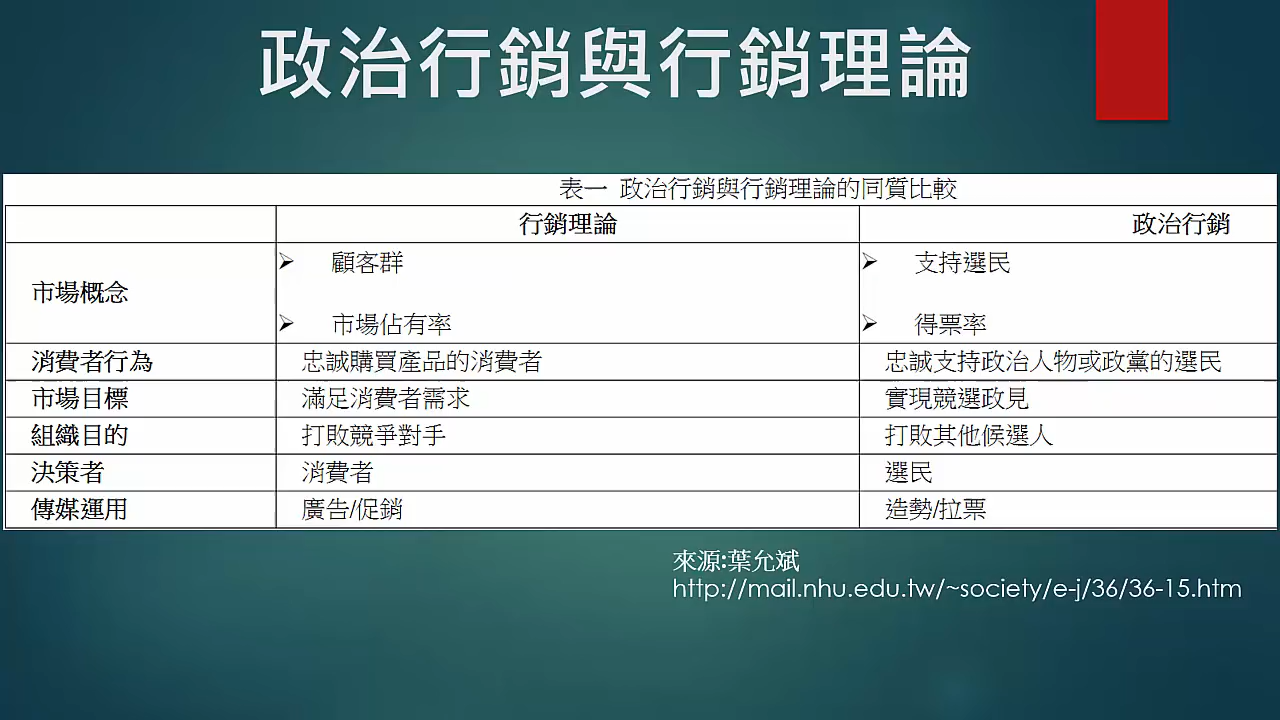 政治行銷與行銷理論
表一 政治行銷與行銷理論的同質比較
行銷理論 政治行銷
市場概念
➢ 顧客群 ➢ 支持選民
➢ 市場佔有率 ➢ 得票率
消費者行為 忠誠購買產品的消費者 忠誠支持政治人物或政黨的選民
市場目標 滿足消費者需求 實現競選政見
組織目的 打敗競爭對手 打敗其他候選人
決策者 消費者 選民
傳媒運用 廣告/促銷 造勢/拉票
來源:葉允斌
http://mail.nhu.edu.tw/~society/e-j/36/36-15.htm